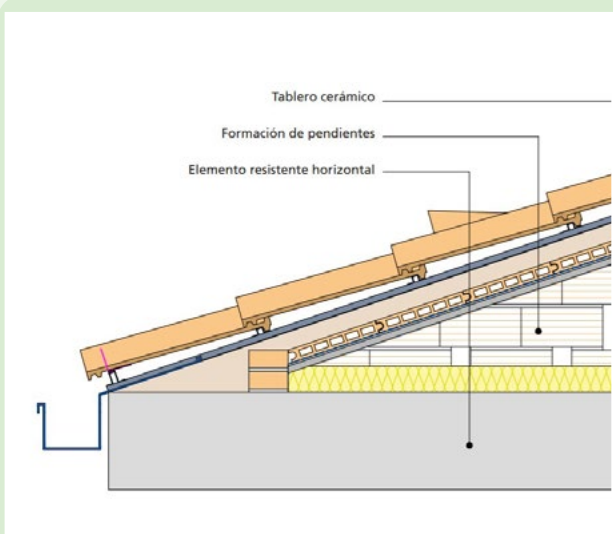 Tablero cerámico
Formación de pendientes
Elemento resistente horizontal